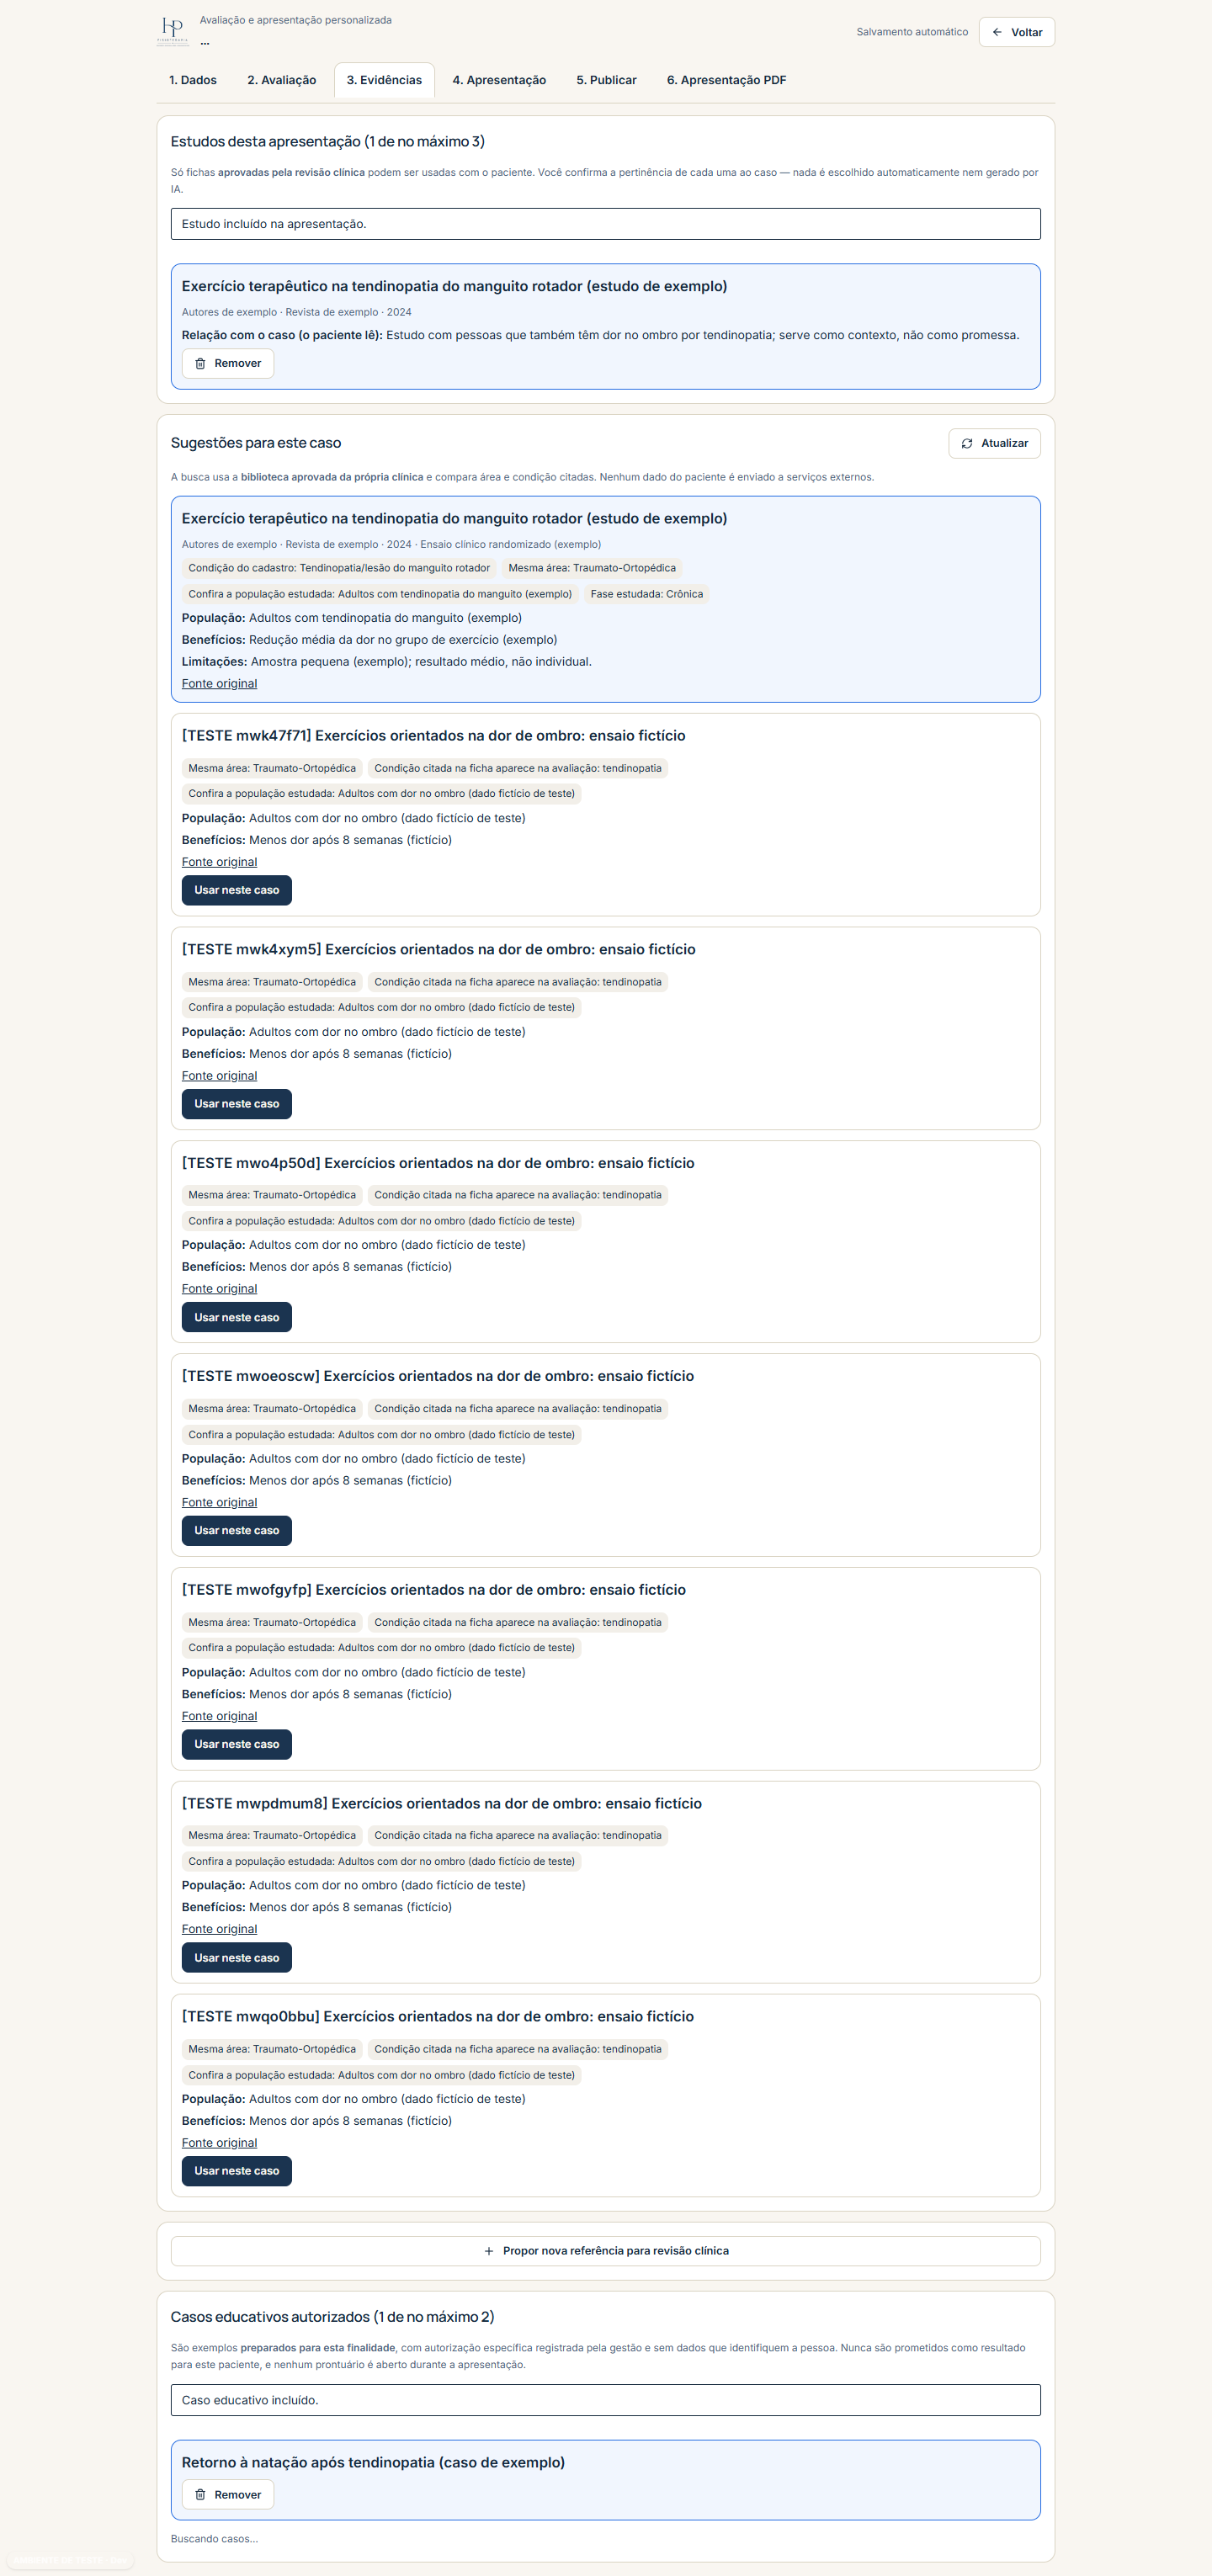 hp
Avaliação e apresentação personalizada
...
Salvamento automático
Voltar
1. Dados
2. Avaliação
3. Evidências
4. Apresentação
5. Publicar
6. Apresentação PDF
Estudos desta apresentação (1 de no máximo 3)
Só fichas aprovadas pela revisão clínica podem ser usadas com o paciente. Você confirma a pertinência de cada uma ao caso — nada é escolhido automaticamente nem gerado por
IA.
Estudo incluído na apresentação.
Exercício terapêutico na tendinopatia do manguito rotador (estudo de exemplo)
Autores de exemplo · Revista de exemplo · 2024
Relação com o caso (o paciente lê): Estudo com pessoas que também têm dor no ombro por tendinopatia; serve como contexto, não como promessa.
Remover
Sugestões para este caso
Atualizar
A busca usa a biblioteca aprovada da própria clínica e compara área e condição citadas. Nenhum dado do paciente é enviado a serviços externos.
Exercício terapêutico na tendinopatia do manguito rotador (estudo de exemplo)
Autores de exemplo · Revista de exemplo · 2024 · Ensaio clínico randomizado (exemplo)
Condição do cadastro: Tendinopatia/lesão do manguito rotador
Mesma área: Traumato-Ortopédica
Confira a população estudada: Adultos com tendinopatia do manguito (exemplo)
Fase estudada: Crônica
População: Adultos com tendinopatia do manguito (exemplo)
Benefícios: Redução média da dor no grupo de exercício (exemplo)
Limitações: Amostra pequena (exemplo); resultado médio, não individual.
Fonte original
[TESTE mwk47f71] Exercícios orientados na dor de ombro: ensaio fictício
Mesma área: Traumato-Ortopédica
Condição citada na ficha aparece na avaliação: tendinopatia
Confira a população estudada: Adultos com dor no ombro (dado fictício de teste)
População: Adultos com dor no ombro (dado fictício de teste)
Benefícios: Menos dor após 8 semanas (fictício)
Fonte original
Usar neste caso
[TESTE mwk4xym5] Exercícios orientados na dor de ombro: ensaio fictício
Mesma área: Traumato-Ortopédica
Condição citada na ficha aparece na avaliação: tendinopatia
Confira a população estudada: Adultos com dor no ombro (dado fictício de teste)
População: Adultos com dor no ombro (dado fictício de teste)
Benefícios: Menos dor após 8 semanas (fictício)
Fonte original
Usar neste caso
[TESTE mwo4p50d] Exercícios orientados na dor de ombro: ensaio fictício
Mesma área: Traumato-Ortopédica
Condição citada na ficha aparece na avaliação: tendinopatia
Confira a população estudada: Adultos com dor no ombro (dado fictício de teste)
População: Adultos com dor no ombro (dado fictício de teste)
Benefícios: Menos dor após 8 semanas (fictício)
Fonte original
Usar neste caso
[TESTE mwoeoscw] Exercícios orientados na dor de ombro: ensaio fictício
Mesma área: Traumato-Ortopédica
Condição citada na ficha aparece na avaliação: tendinopatia
Confira a população estudada: Adultos com dor no ombro (dado fictício de teste)
População: Adultos com dor no ombro (dado fictício de teste)
Benefícios: Menos dor após 8 semanas (fictício)
Fonte original
Usar neste caso
[TESTE mwofgyfp] Exercícios orientados na dor de ombro: ensaio fictício
Mesma área: Traumato-Ortopédica
Condição citada na ficha aparece na avaliação: tendinopatia
Confira a população estudada: Adultos com dor no ombro (dado fictício de teste)
População: Adultos com dor no ombro (dado fictício de teste)
Benefícios: Menos dor após 8 semanas (fictício)
Fonte original
Usar neste caso
[TESTE mwpdmum8] Exercícios orientados na dor de ombro: ensaio fictício
Mesma área: Traumato-Ortopédica
Condição citada na ficha aparece na avaliação: tendinopatia
Confira a população estudada: Adultos com dor no ombro (dado fictício de teste)
População: Adultos com dor no ombro (dado fictício de teste)
Benefícios: Menos dor após 8 semanas (fictício)
Fonte original
Usar neste caso
[TESTE mwqo0bbu] Exercícios orientados na dor de ombro: ensaio fictício
Mesma área: Traumato-Ortopédica
Condição citada na ficha aparece na avaliação: tendinopatia
Confira a população estudada: Adultos com dor no ombro (dado fictício de teste)
População: Adultos com dor no ombro (dado fictício de teste)
Benefícios: Menos dor após 8 semanas (fictício)
Fonte original
Usar neste caso
Propor nova referência para revisão clínica
Casos educativos autorizados (1 de no máximo 2)
São exemplos preparados para esta finalidade, com autorização específica registrada pela gestão e sem dados que identifiquem a pessoa. Nunca são prometidos como resultado
para este paciente, e nenhum prontuário é aberto durante a apresentação.
Caso educativo incluído.
Retorno à natação após tendinopatia (caso de exemplo)
Remover
Buscando casos...